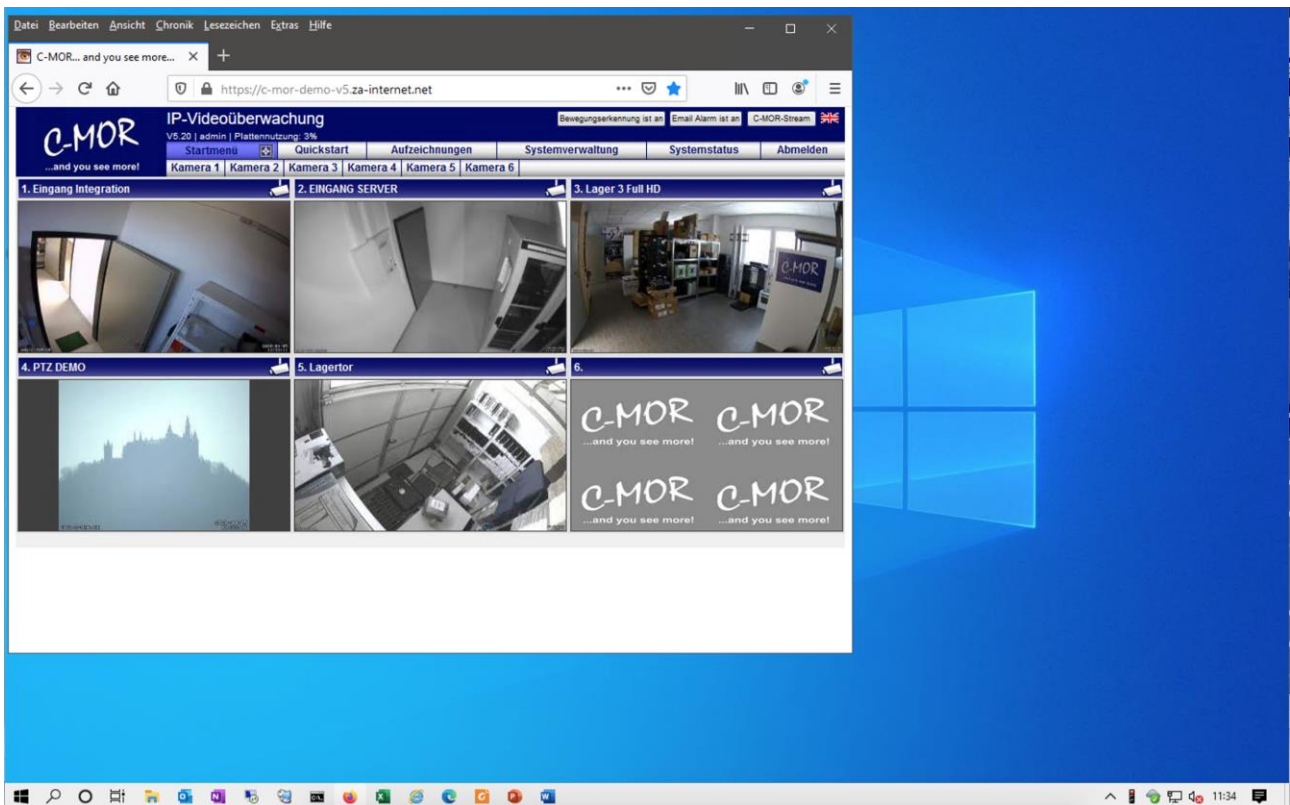 Datei Bearbeiten Ansicht Chronik Lesezeichen Extras Hilfe
C-MOR... and you see more...
https://c-mor-demo-v5.za-internet.net
C-MOR
...and you see more!
IP-Videoüberwachung
V5.20 | admin | Plattennutzung: 3%
Bewegungserkennung ist an Email Alarm ist an C-MOR-Stream
Startmenü Quickstart Aufzeichnungen Systemverwaltung Systemstatus Abmelden
Kamera 1 Kamera 2 Kamera 3 Kamera 4 Kamera 5 Kamera 6
1. Eingang Integration 2. EINGANG SERVER 3. Lager 3 Full HD
C-MOR
4. PTZ DEMO 5. Lagertor 6.
C-MOR C-MOR
...and you see more! ...and you see more!
C-MOR C-MOR
...and you see more! ...and you see more!
11:34